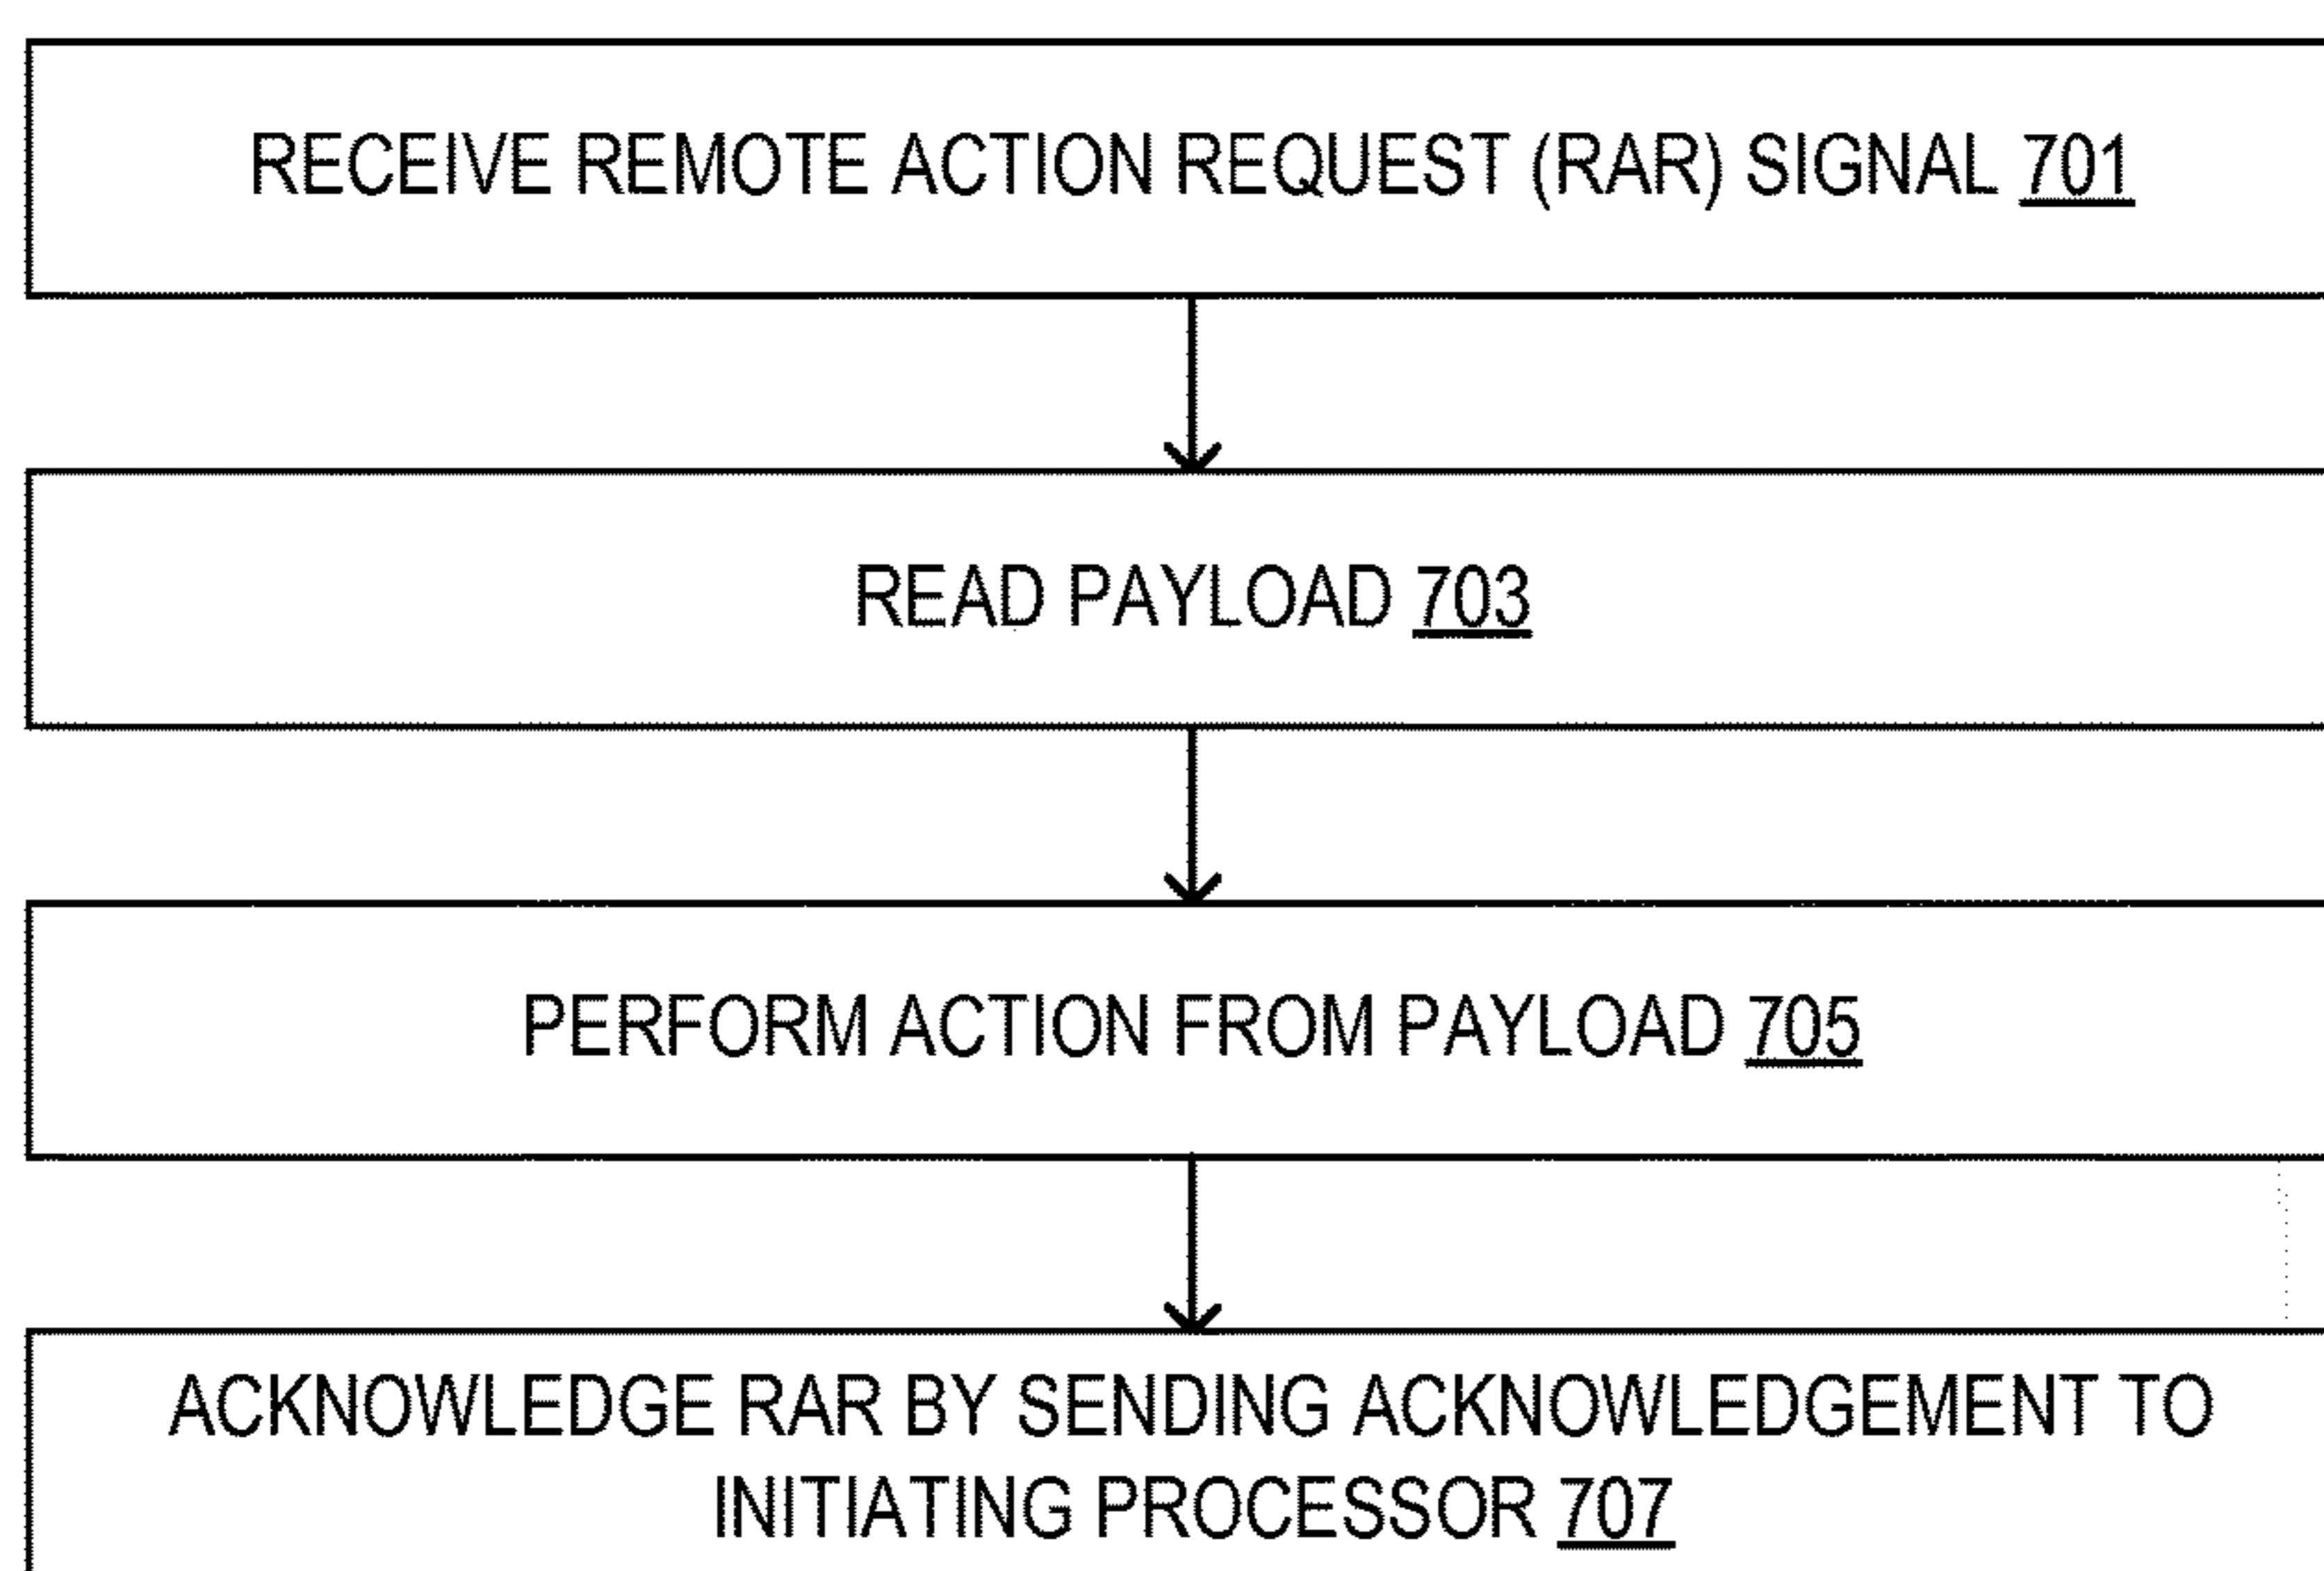 RECEIVE REMOTE ACTION REQUEST (RAR) SIGNAL 701
READ PAYLOAD 703
PERFORM ACTION FROM PAYLOAD 705
ACKNOWLEDGE RAR BY SENDING ACKNOWLEDGEMENT TO
INITIATING PROCESSOR 707